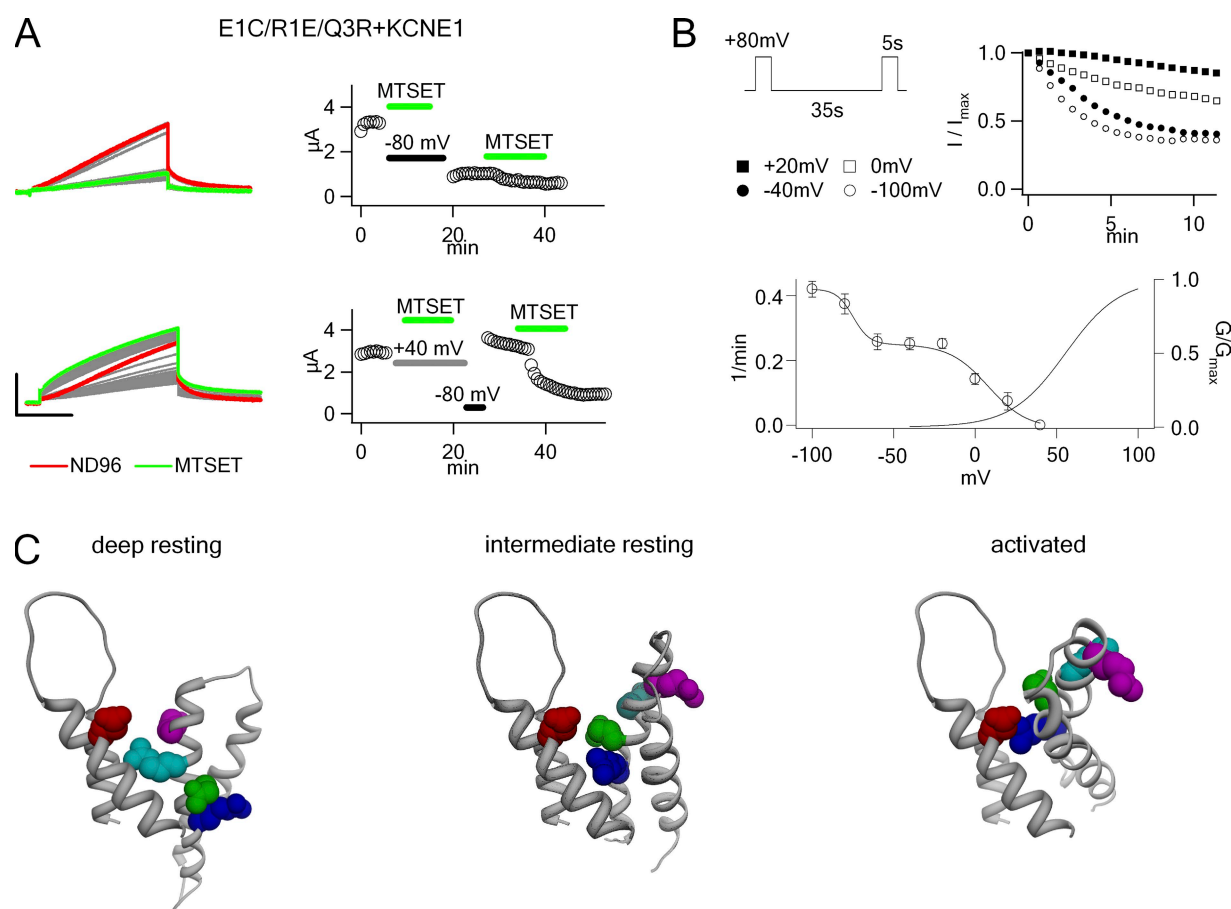 A
E1C/R1E/Q3R+KCNE1
MTSET
MTSET
-80 mV
4
2
0
µA
0
20
40
min
MTSET
MTSET
+40 mV
-80 mV
4
2
0
µA
0
20
40
min
ND96
MTSET
B
+80mV
5s
35s
+20mV
0mV
-40mV
-100mV
1.0
0.5
0.0
I / Imax
0
5
10
min
0.4
0.2
0.0
1/min
1.0
0.5
0.0
G/Gmax
-100
-50
0
50
100
mV
C
deep resting
intermediate resting
activated